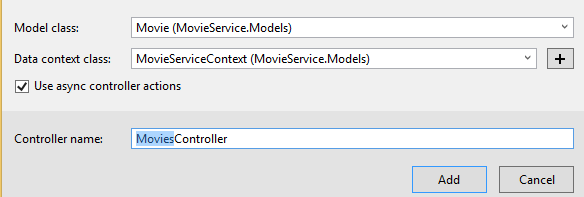 Model class: Movie (MovieService.Models)
Data context class: MovieServiceContext (MovieService.Models) +
Use async controller actions
Controller name: MoviesController
Add Cancel